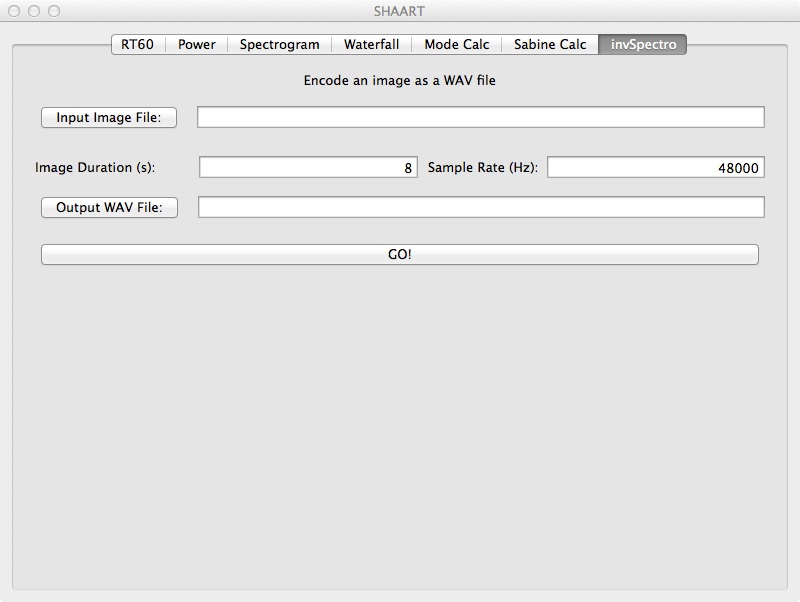 SHAART
RT60 Power Spectrogram Waterfall Mode Calc Sabine Calc invSpectro
Encode an image as a WAV file
Input Image File:
Image Duration (s): 8 Sample Rate (Hz): 48000
Output WAV File:
GO!